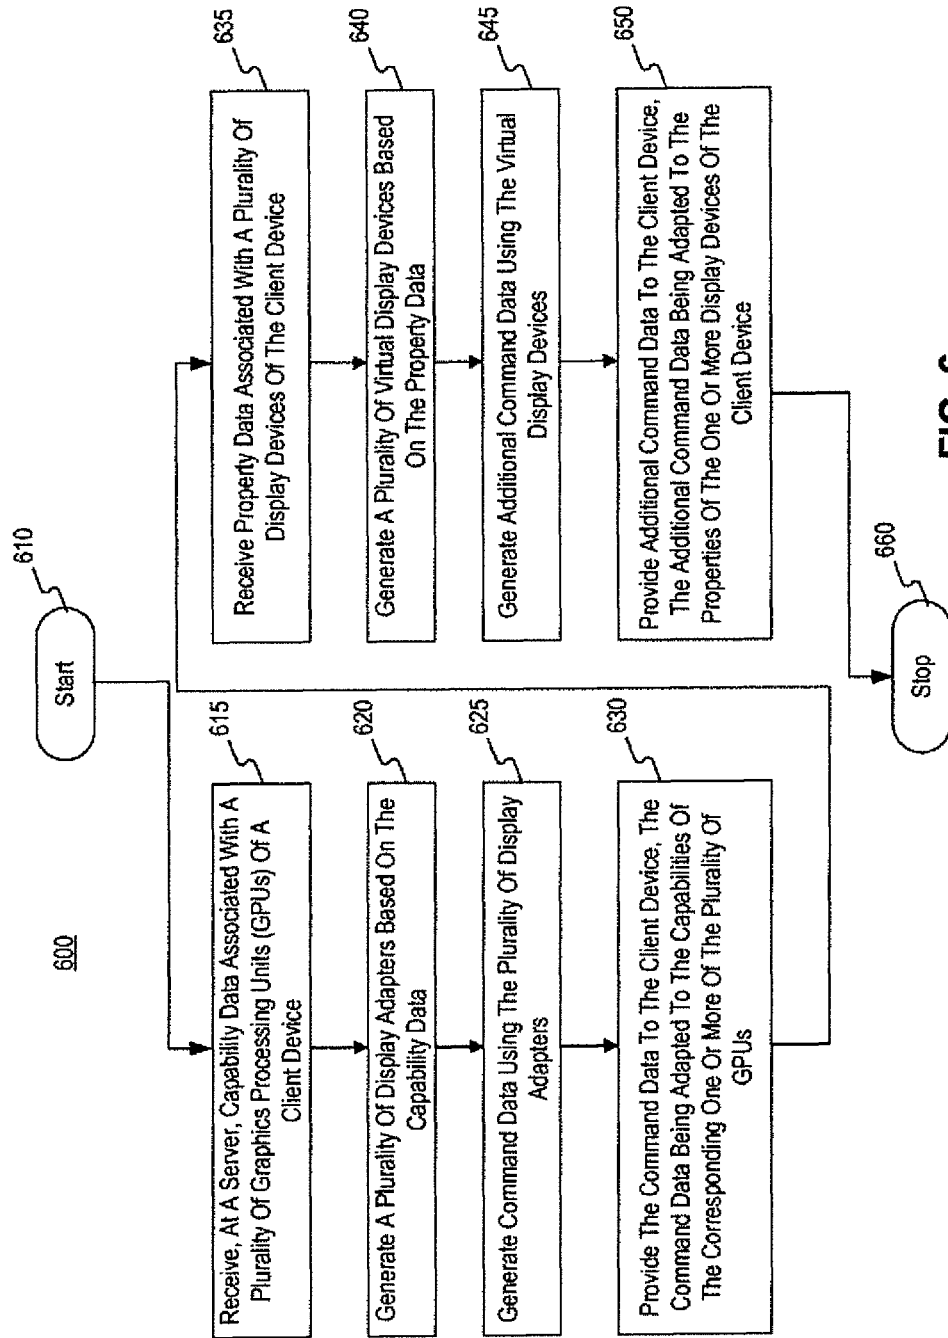 600
Start
610
Receive, At A Server, Capability Data Associated With A
Plurality Of Graphics Processing Units (GPUs) Of A
Client Device
615
Generate A Plurality Of Display Adapters Based On The
Capability Data
620
Generate Command Data Using The Plurality Of Display
Adapters
625
Provide The Command Data To The Client Device, The
Command Data Being Adapted To The Capabilities Of
The Corresponding One Or More Of The Plurality Of
GPUs
630
Receive Property Data Associated With A Plurality Of
Display Devices Of The Client Device
635
Generate A Plurality Of Virtual Display Devices Based
On The Property Data
640
Generate Additional Command Data Using The Virtual
Display Devices
645
Provide Additional Command Data To The Client Device,
The Additional Command Data Being Adapted To The
Properties Of The One Or More Display Devices Of The
Client Device
650
Stop
660